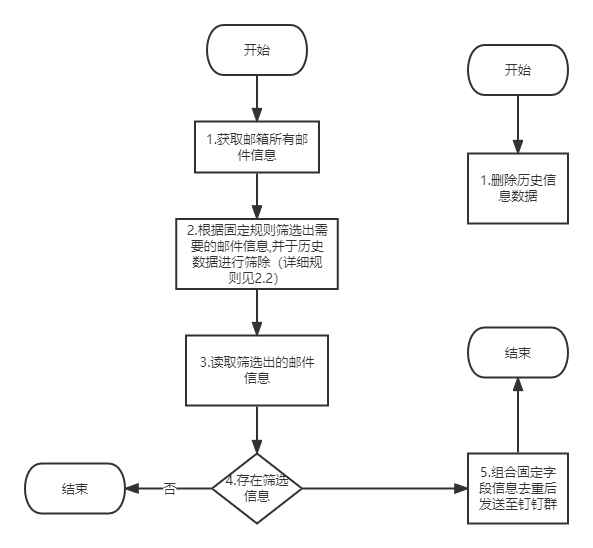 开始
1.获取邮箱所有邮
件信息
2.根据固定规则筛选出需
要的邮件信息,并于历史
数据进行筛除（详细规
则见2.2）
3.读取筛选出的邮件
信息
4.存在筛选
信息
否
结束
开始
1.删除历史信
息数据
结束
5.组合固定字
段信息去重后
发送至钉钉群